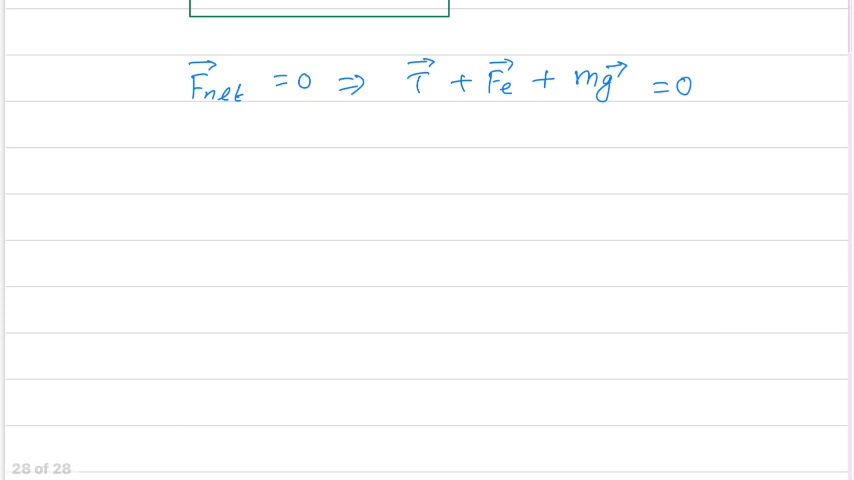 F⃗net = 0 ⇒ T⃗ + F⃗e + mg⃗ = 0
28 of 28